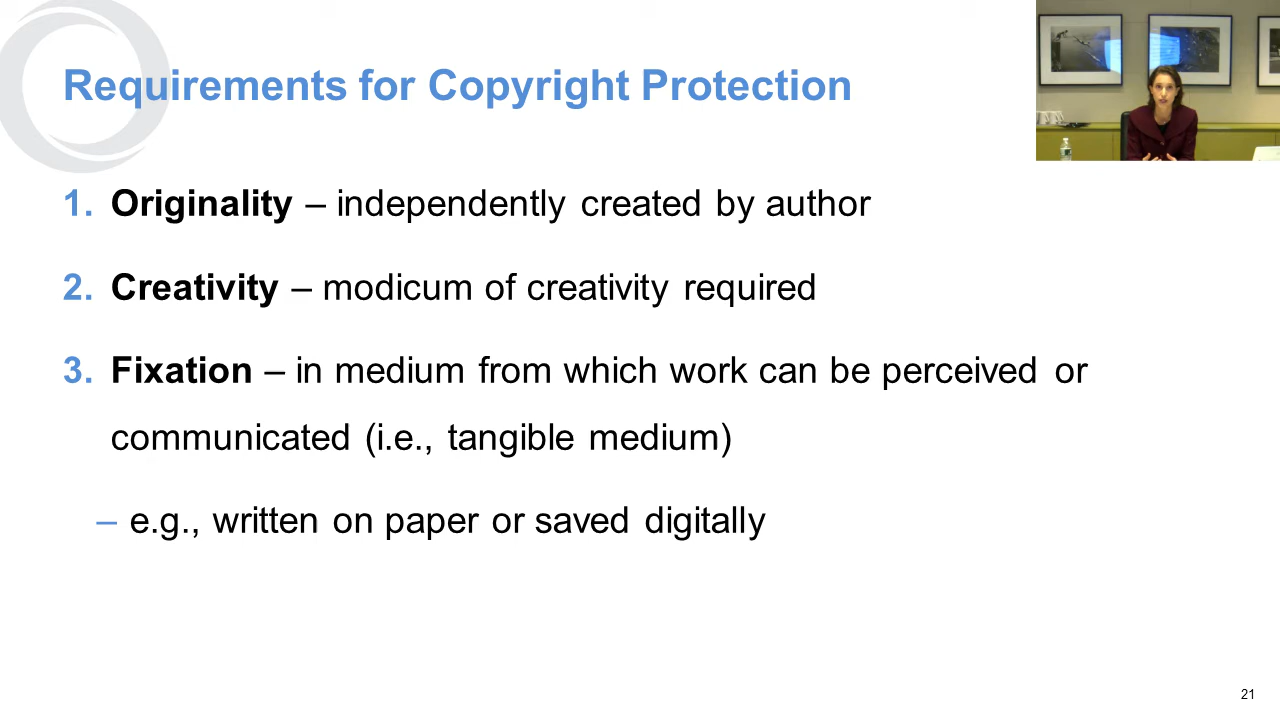 Requirements for Copyright Protection
1. Originality – independently created by author
2. Creativity – modicum of creativity required
3. Fixation – in medium from which work can be perceived or
communicated (i.e., tangible medium)
– e.g., written on paper or saved digitally
21